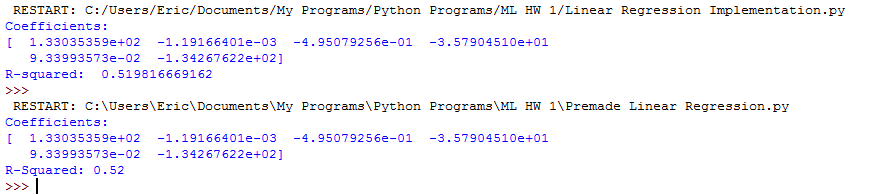 RESTART: C:/Users/Eric/Documents/My Programs/Python Programs/ML HW 1/Linear Regression Implementation.py
Coefficients:
[  1.33035359e+02  -1.19166401e-03  -4.95079256e-01  -3.57904510e+01
9.33993573e-02  -1.34267622e+02]
R-squared:  0.519816669162
>>>
RESTART: C:\Users\Eric\Documents\My Programs\Python Programs\ML HW 1\Premade Linear Regression.py
Coefficients:
[  1.33035359e+02  -1.19166401e-03  -4.95079256e-01  -3.57904510e+01
9.33993573e-02  -1.34267622e+02]
R-Squared: 0.52
>>>